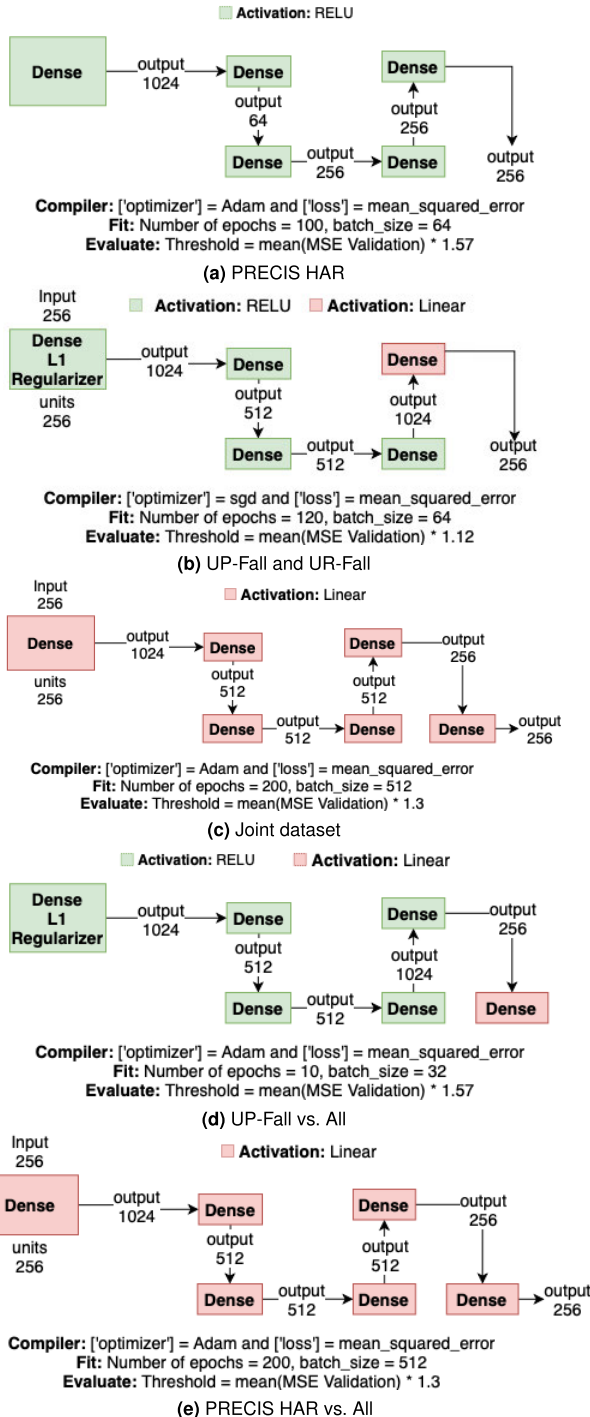 Activation: RELU
Dense
output
1024
Dense
output
64
Dense
output
256
Dense
output
256
Dense
output
256
Compiler: ['optimizer'] = Adam and ['loss'] = mean_squared_error
Fit: Number of epochs = 100, batch_size = 64
Evaluate: Threshold = mean(MSE Validation) * 1.57
(a) PRECIS HAR
Activation: RELU
Activation: Linear
Input
256
Dense
L1
Regularizer
units
256
output
1024
Dense
output
512
Dense
output
512
Dense
output
1024
Dense
output
256
Compiler: ['optimizer'] = sgd and ['loss'] = mean_squared_error
Fit: Number of epochs = 120, batch_size = 64
Evaluate: Threshold = mean(MSE Validation) * 1.12
(b) UP-Fall and UR-Fall
Activation: Linear
Input
256
Dense
units
256
output
1024
Dense
output
512
Dense
output
512
Dense
output
512
Dense
output
256
Dense
output
256
Compiler: ['optimizer'] = Adam and ['loss'] = mean_squared_error
Fit: Number of epochs = 200, batch_size = 512
Evaluate: Threshold = mean(MSE Validation) * 1.3
(c) Joint dataset
Activation: RELU
Activation: Linear
Dense
L1
Regularizer
output
1024
Dense
output
512
Dense
output
512
Dense
output
1024
Dense
output
256
Dense
Compiler: ['optimizer'] = Adam and ['loss'] = mean_squared_error
Fit: Number of epochs = 10, batch_size = 32
Evaluate: Threshold = mean(MSE Validation) * 1.57
(d) UP-Fall vs. All
Activation: Linear
Input
256
Dense
units
256
output
1024
Dense
output
512
Dense
output
512
Dense
output
512
Dense
output
256
Dense
output
256
Compiler: ['optimizer'] = Adam and ['loss'] = mean_squared_error
Fit: Number of epochs = 200, batch_size = 512
Evaluate: Threshold = mean(MSE Validation) * 1.3
(e) PRECIS HAR vs. All